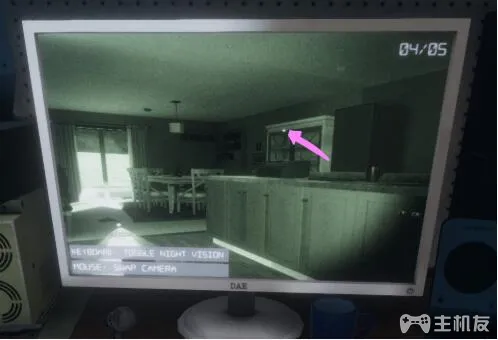 04/05
KEYBOARD: TOGGLE NIGHT VISION
MOUSE: SWAP CAMERA
DAE
主机友